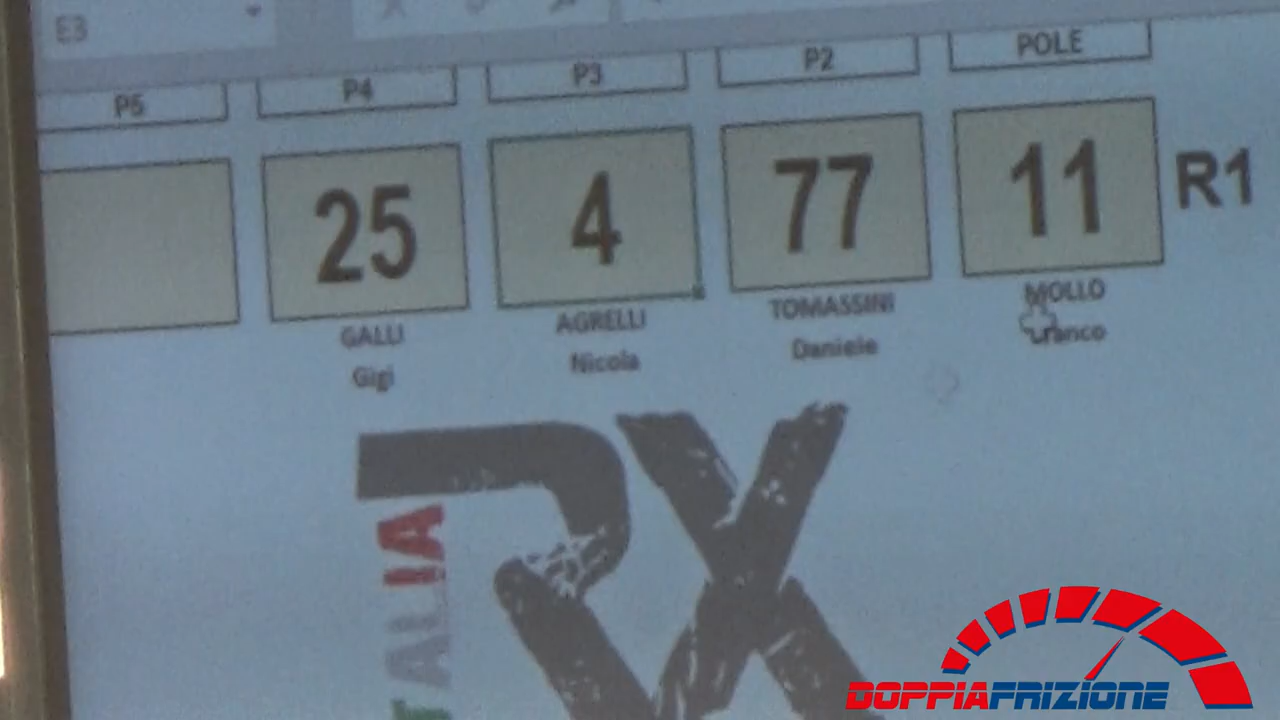 E3
P5 P4 P3 P2 POLE
25 4 77 11 R1
GALLI AGRELLI TOMASSINI MOLLO
Gigi Nicola Daniele
RX
ITALIA
DOPPIAFRIZIONE